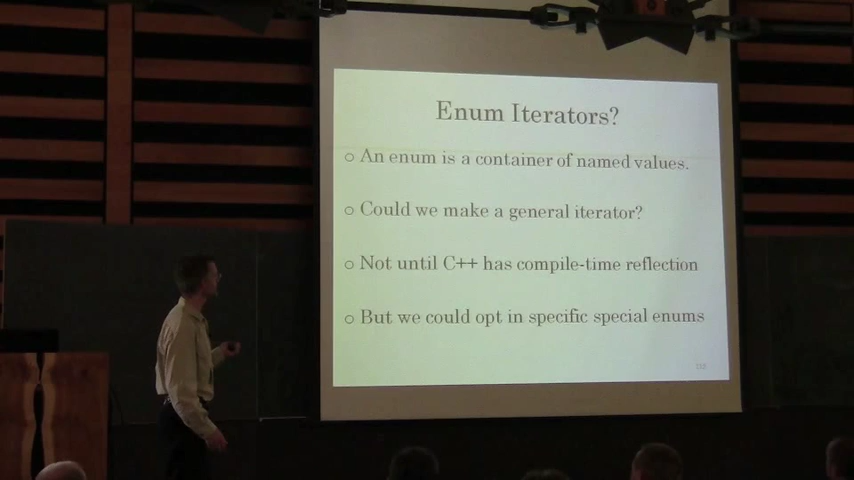 Enum Iterators?
○ An enum is a container of named values.
○ Could we make a general iterator?
○ Not until C++ has compile-time reflection
○ But we could opt in specific special enums